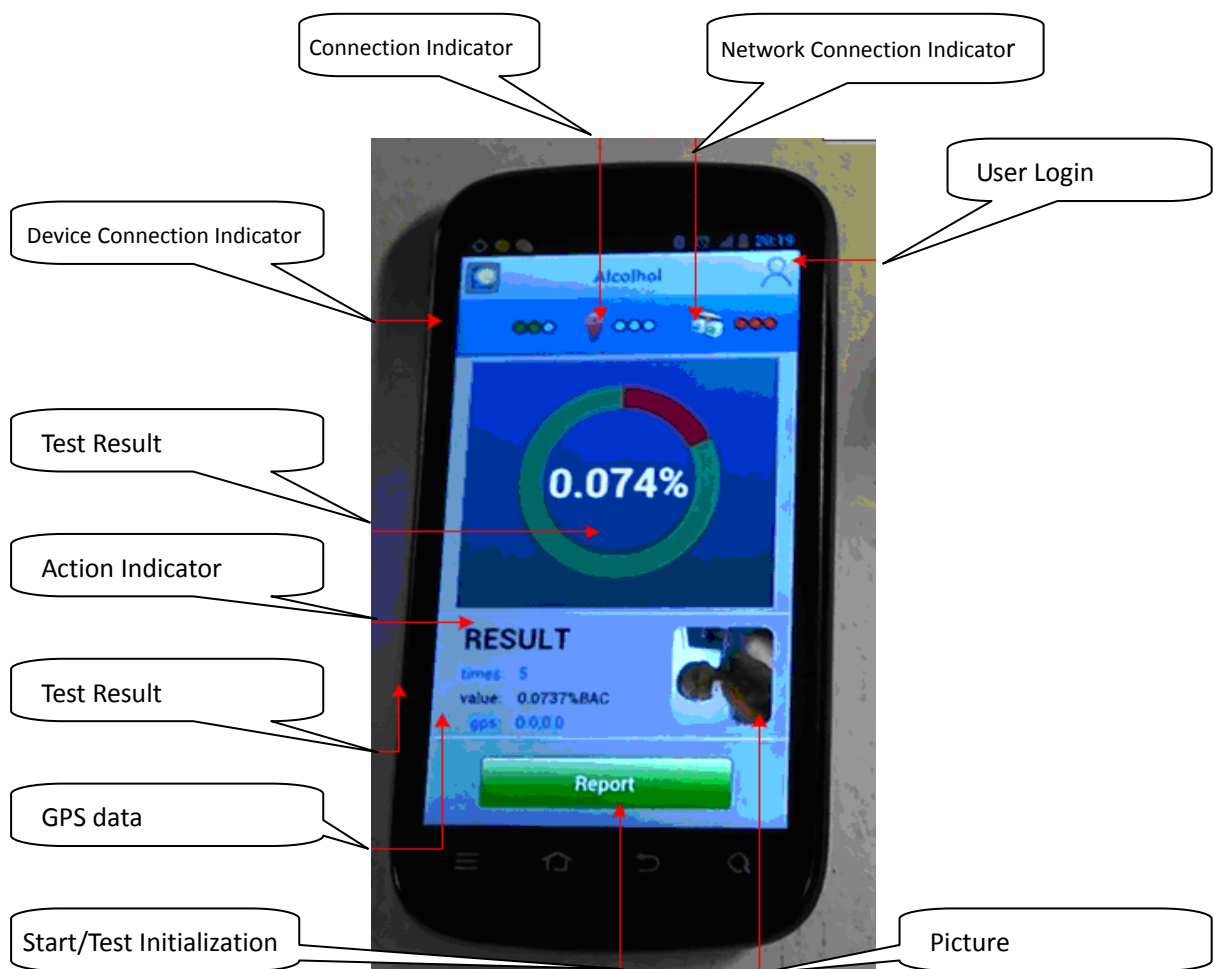 Connection Indicator
Network Connection Indicator
User Login
Device Connection Indicator
20:19
Alcolhol
Test Result
0.074%
Action Indicator
RESULT
times: 5
Test Result
value: 0.0737%BAC
gps: 0.0,0.0
GPS data
Report
Start/Test Initialization
Picture